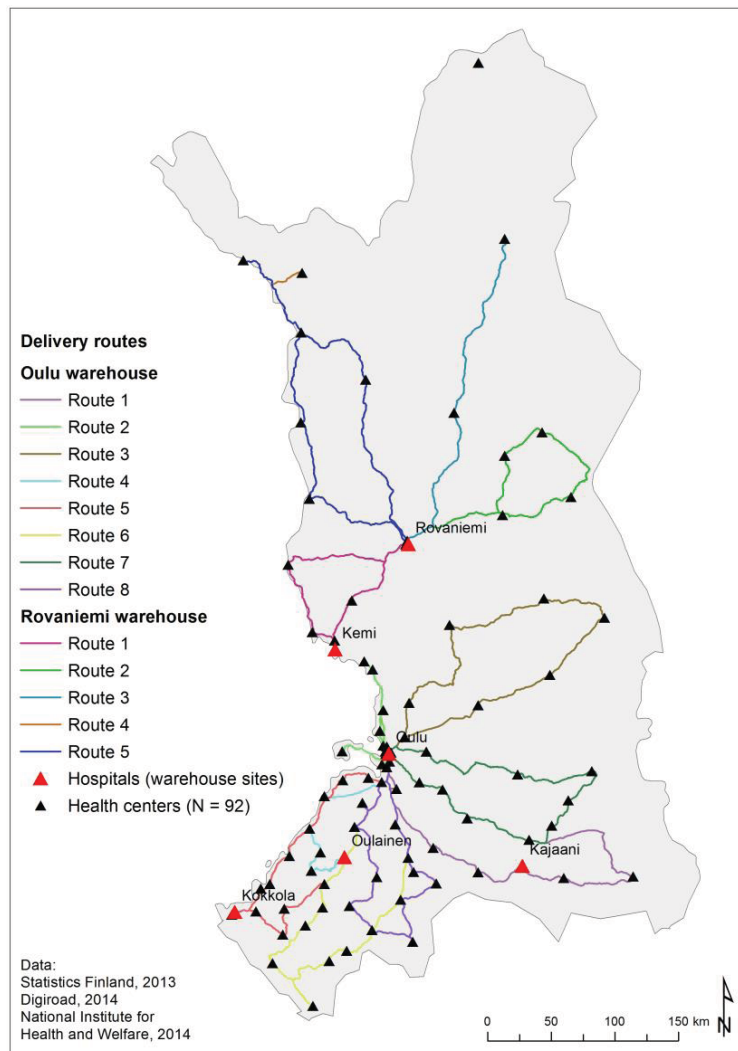 Delivery routes
Oulu warehouse
Route 1
Route 2
Route 3
Route 4
Route 5
Route 6
Route 7
Route 8
Rovaniemi warehouse
Route 1
Route 2
Route 3
Route 4
Route 5
Hospitals (warehouse sites)
Health centers (N = 92)
Rovaniemi
Kemi
Oulu
Oulainen
Kajaani
Kokkola
Data:
Statistics Finland, 2013
Digiroad, 2014
National Institute for
Health and Welfare, 2014
0 50 100 150 km
N